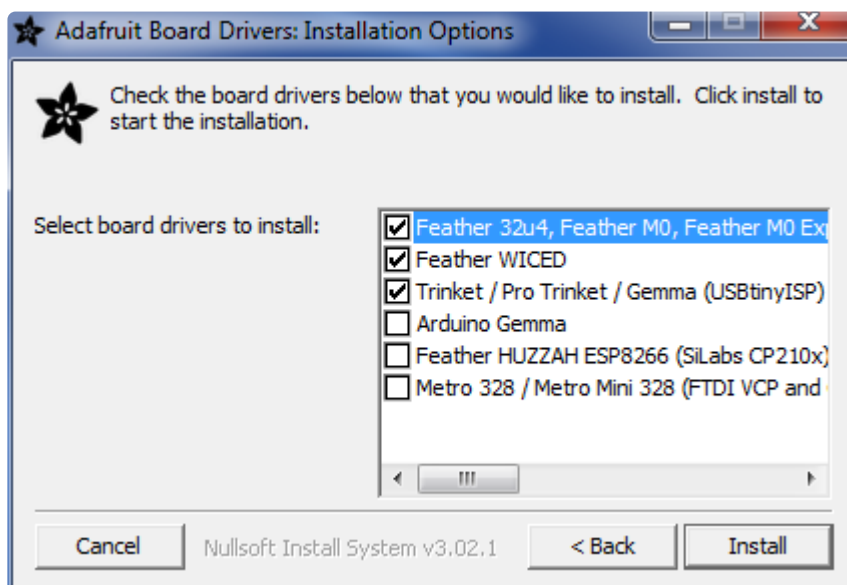 Adafruit Board Drivers: Installation Options
Check the board drivers below that you would like to install. Click install to
start the installation.
Select board drivers to install:
Feather 32u4, Feather M0, Feather M0
Feather WICED
Trinket / Pro Trinket / Gemma (USBtinyISP)
Arduino Gemma
Feather HUZZAH ESP8266 (SiLabs CP210x)
Metro 328 / Metro Mini 328 (FTDI VCP and
Cancel
Nullsoft Install System v3.02.1
< Back
Install